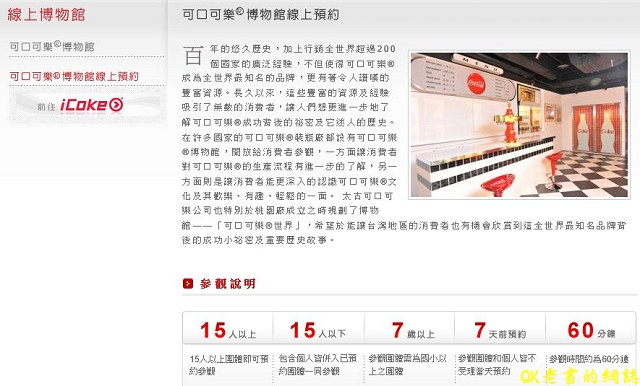 線上博物館
可口可樂®博物館
可口可樂®博物館線上預約
前往 iCoke
可口可樂®博物館線上預約
百年的悠久歷史,加上行銷全世界超過200
個國家的廣泛經驗,不但使得可口可樂®
成為全世界最知名的品牌,更有著令人讚嘆的
豐富資源。長久以來,這些豐富的資源及經驗
吸引了無數的消費者,讓人們想更進一步地了
解可口可樂®成功背後的祕密及它迷人的歷史。
在許多國家的可口可樂®裝瓶廠都設有可口可樂
®博物館,開放給消費者參觀,一方面讓消費者
對可口可樂®的生產流程有進一步的了解,另一
方面則是讓消費者能更深入的認識可口可樂®文
化及其歡樂、有趣、輕鬆的一面。 太古可口可
樂公司也特別於桃園廠成立之時規劃了博物
館——「可口可樂®世界」,希望於能讓台灣地區的消費者也有機會欣賞到這全世界最知名品牌背
後的成功小祕密及重要歷史故事。
MENU
Coca-Cola
參觀說明
15人以上
15人以下
7歲以上
7天前預約
60分鐘
15人以上團體即可預
約參觀
包含個人皆併入已預
約團體一同參觀
參觀團體需為國小以
上之團體
參觀團體和個人皆不
受理當天預約
參觀時間約為60分鐘
OK老書的網誌